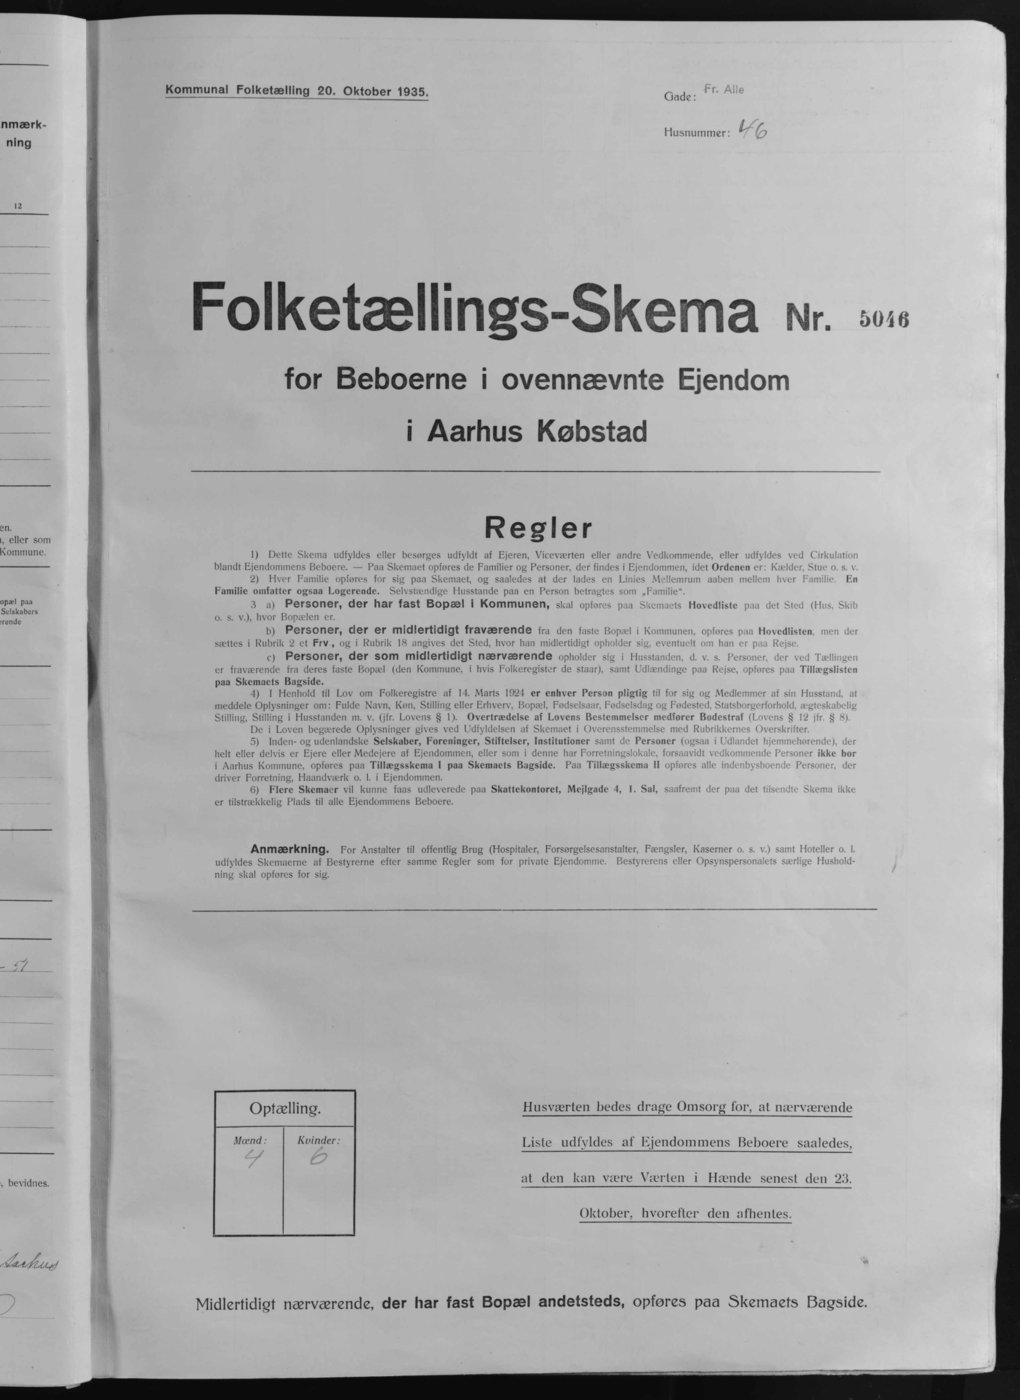 nmærk-
ning
12
en.
, eller som
Kommune.
opæl paa
Selskabers
erende
- 51
, bevidnes.
Aarhus
Kommunal Folketælling 20. Oktober 1935.
Gade: Fr. Alle
Husnummer: 46
Folketællings-Skema Nr. 5046
for Beboerne i ovennævnte Ejendom
i Aarhus Købstad
Regler
1) Dette Skema udfyldes eller besørges udfyldt af Ejeren, Viceværten eller andre Vedkommende, eller udfyldes ved Cirkulation
blandt Ejendommens Beboere. — Paa Skemaet opføres de Familier og Personer, der findes i Ejendommen, idet Ordenen er: Kælder, Stue o. s. v.
2) Hver Familie opføres for sig paa Skemaet, og saaledes at der lades en Linies Mellemrum aaben mellem hver Familie. En
Familie omfatter ogsaa Logerende. Selvstændige Husstande paa en Person betragtes som „Familie".
3 a) Personer, der har fast Bopæl i Kommunen, skal opføres paa Skemaets Hovedliste paa det Sted (Hus, Skib
o. s. v.), hvor Bopælen er.
b) Personer, der er midlertidigt fraværende fra den faste Bopæl i Kommunen, opføres paa Hovedlisten, men der
sættes i Rubrik 2 et Frv., og i Rubrik 18 angives det Sted, hvor han midlertidigt opholder sig, eventuelt om han er paa Rejse.
c) Personer, der som midlertidigt nærværende opholder sig i Husstanden, d. v. s. Personer, der ved Tællingen
er fraværende fra deres faste Bopæl (den Kommune, i hvis Folkeregister de staar), samt Udlændinge paa Rejse, opføres paa Tillægslisten
paa Skemaets Bagside.
4) I Henhold til Lov om Folkeregistre af 14. Marts 1924 er enhver Person pligtig til for sig og Medlemmer af sin Husstand, at
meddele Oplysninger om: Fulde Navn, Køn, Stilling eller Erhverv, Bopæl, Fødselsaar, Fødselsdag og Fødested, Statsborgerforhold, ægteskabelig
Stilling, Stilling i Husstanden m. v. (jfr. Lovens § 1). Overtrædelse af Lovens Bestemmelser medfører Bødestraf (Lovens § 12 jfr. § 8).
De i Loven begærede Oplysninger gives ved Udfyldelsen af Skemaet i Overensstemmelse med Rubrikkernes Overskrifter.
5) Inden- og udenlandske Selskaber, Foreninger, Stiftelser, Institutioner samt de Personer (ogsaa i Udlandet hjemmehørende), der
helt eller delvis er Ejere eller Medejere af Ejendommen, eller som i denne har Forretningslokale, forsaavidt vedkommende Personer ikke bor
i Aarhus Kommune, opføres paa Tillægsskema I paa Skemaets Bagside. Paa Tillægsskema II opføres alle indenbysboende Personer, der
driver Forretning, Haandværk o. l. i Ejendommen.
6) Flere Skemaer vil kunne faas udleverede paa Skattekontoret, Mejlgade 4, 1. Sal, saafremt der paa det tilsendte Skema ikke
er tilstrækkelig Plads til alle Ejendommens Beboere.
Anmærkning. For Anstalter til offentlig Brug (Hospitaler, Forsørgelsesanstalter, Fængsler, Kaserner o. s. v.) samt Hoteller o. l.
udfyldes Skemaerne af Bestyrerne efter samme Regler som for private Ejendomme. Bestyrerens eller Opsynspersonalets særlige Hushold-
ning skal opføres for sig.
Optælling.
Mænd: Kvinder:
4 6
Husværten bedes drage Omsorg for, at nærværende
Liste udfyldes af Ejendommens Beboere saaledes,
at den kan være Værten i Hænde senest den 23.
Oktober, hvorefter den afhentes.
Midlertidigt nærværende, der har fast Bopæl andetsteds, opføres paa Skemaets Bagside.